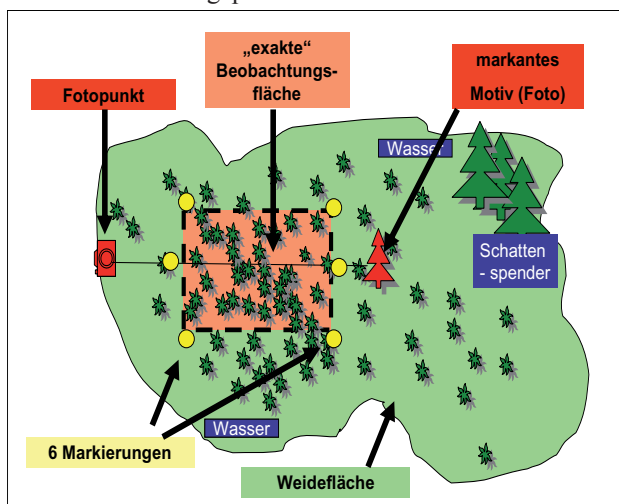 „exakte“
Beobachtungs-
fläche
markantes
Motiv (Foto)
Fotopunkt
Wasser
Schatten
- spender
Wasser
6 Markierungen
Weidefläche